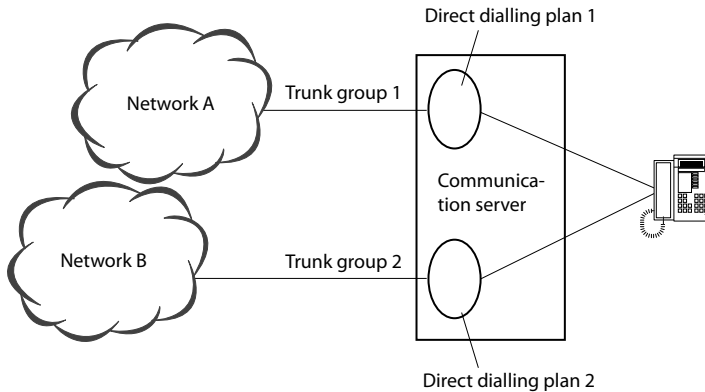 Direct dialling plan 1
Trunk group 1
Network A
Communica-
tion server
Network B
Trunk group 2
Direct dialling plan 2